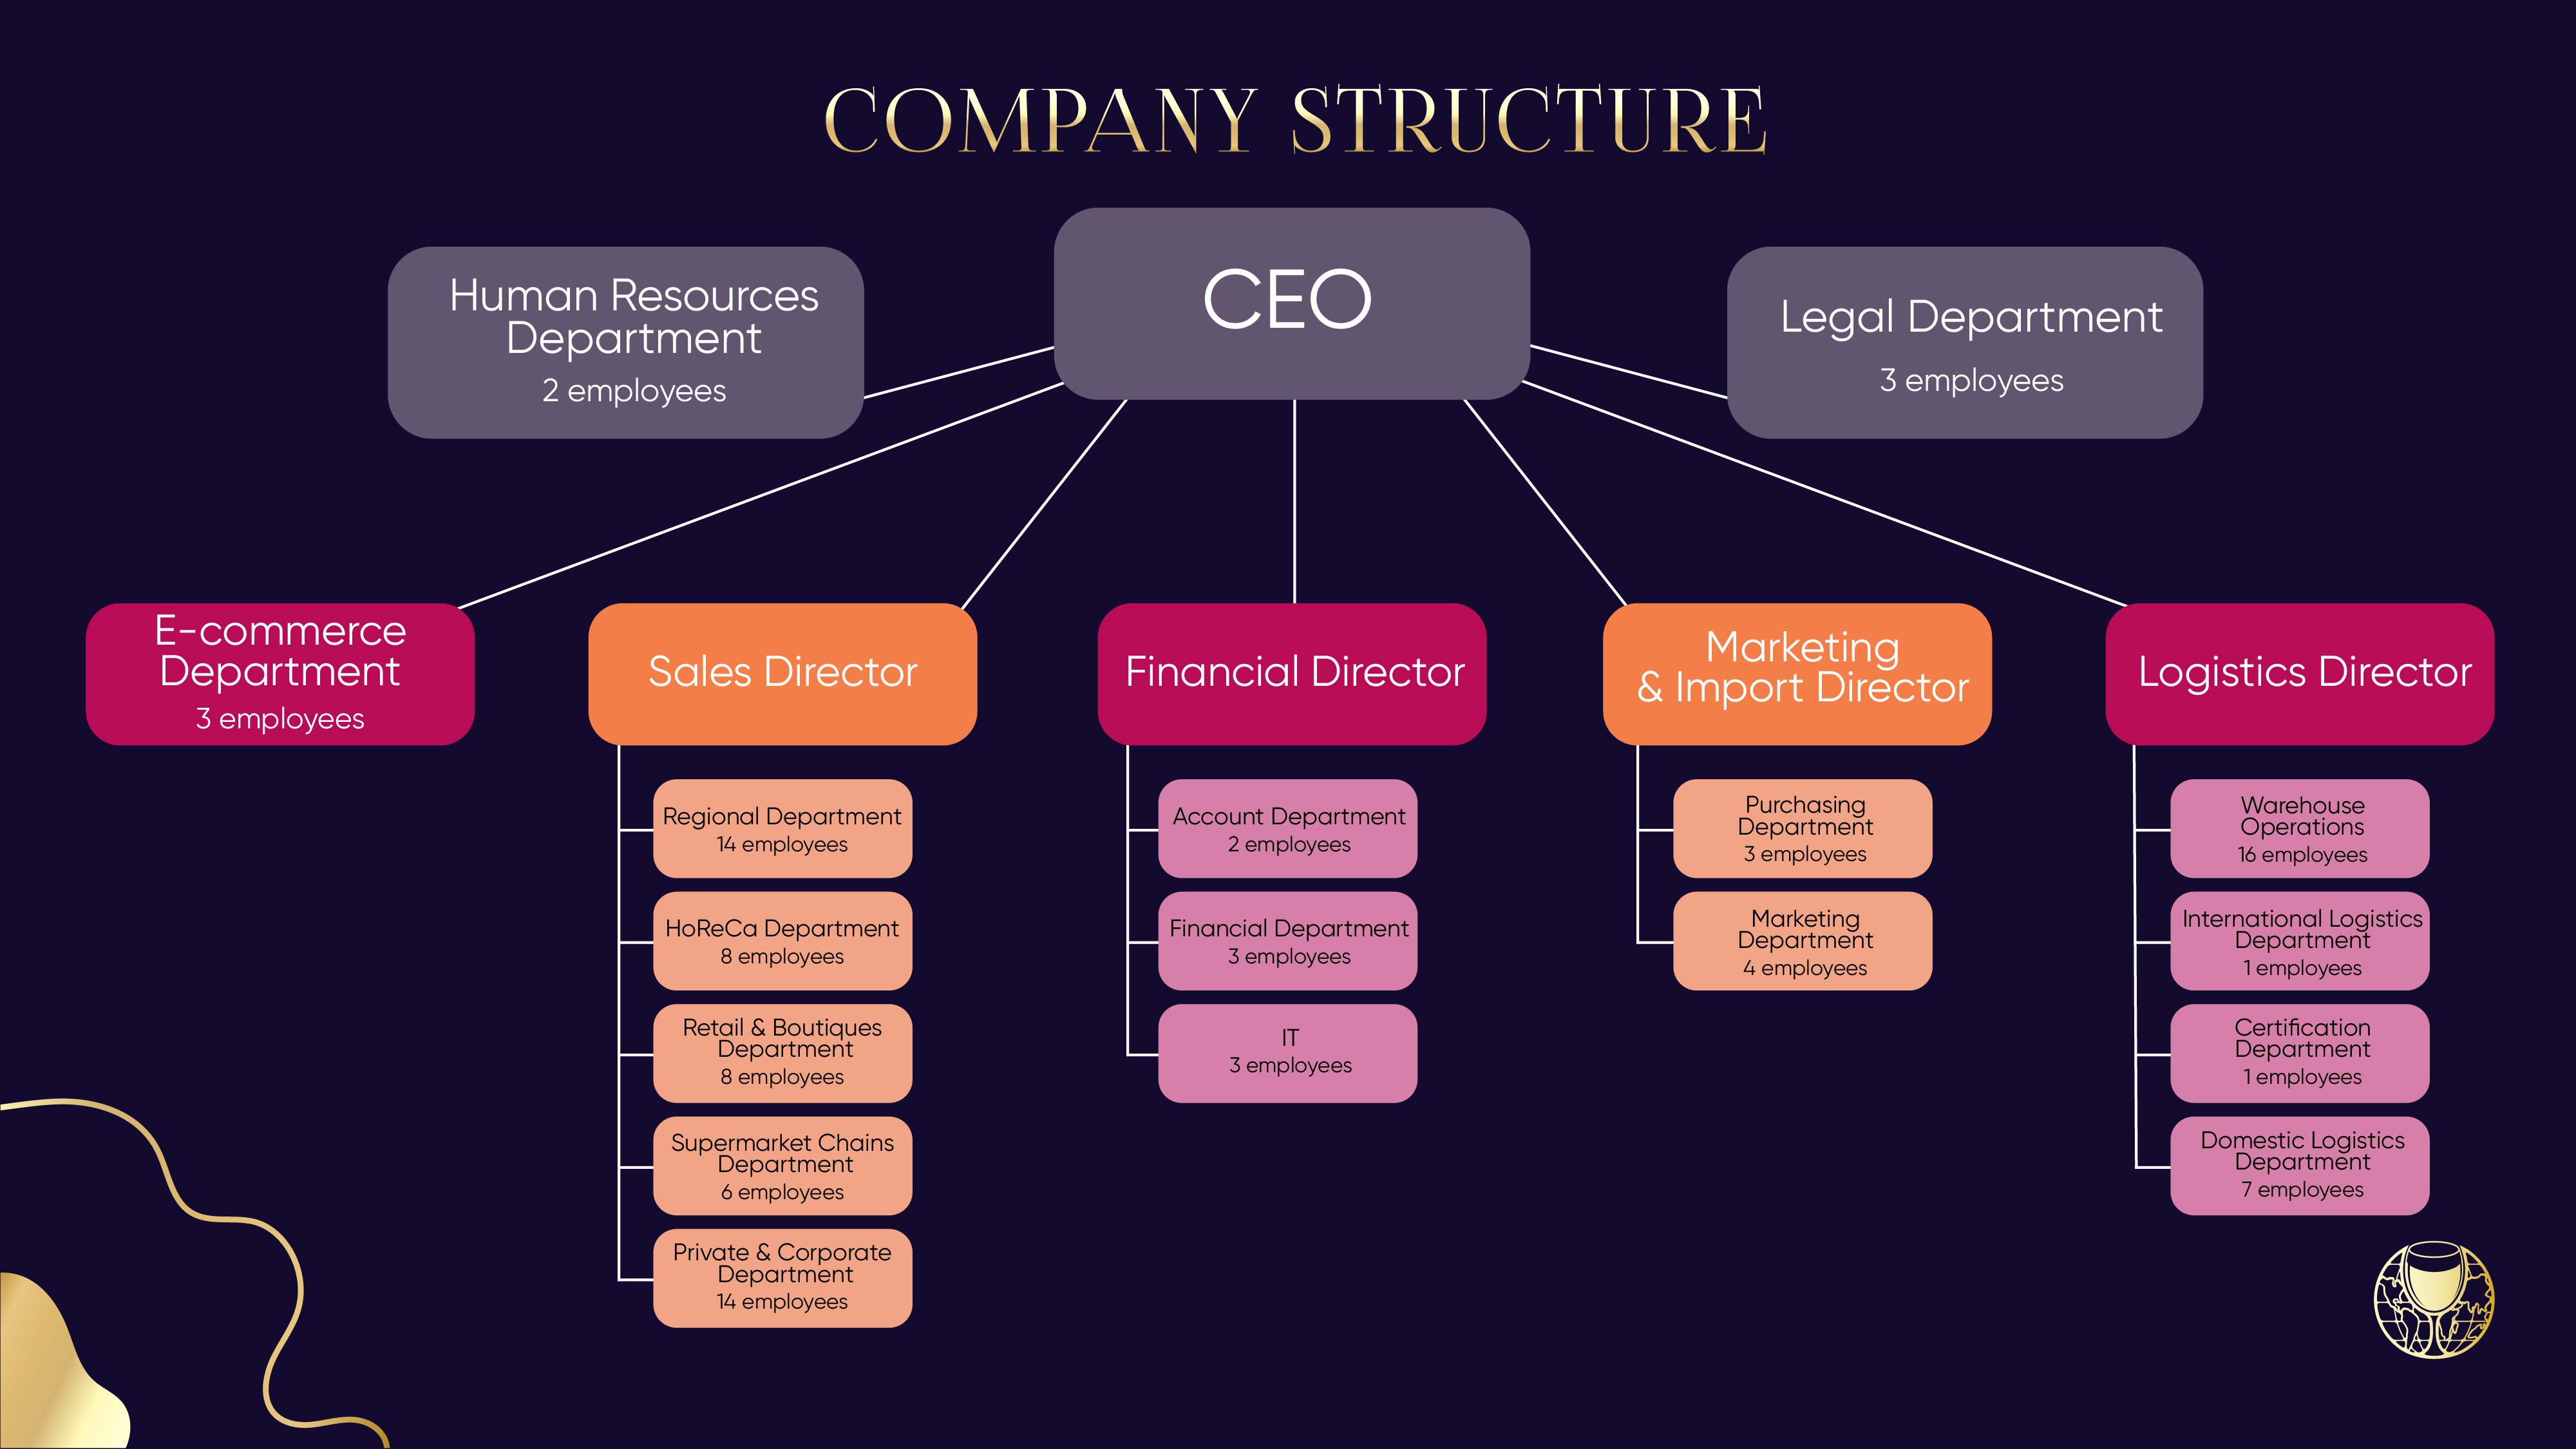 COMPANY STRUCTURE
CEO
Human Resources
Department
2 employees
Legal Department
3 employees
E-commerce
Department
3 employees
Sales Director
Regional Department
14 employees
HoReCa Department
8 employees
Retail & Boutiques
Department
8 employees
Supermarket Chains
Department
6 employees
Private & Corporate
Department
14 employees
Financial Director
Account Department
2 employees
Financial Department
3 employees
IT
3 employees
Marketing
& Import Director
Purchasing
Department
3 employees
Marketing
Department
4 employees
Logistics Director
Warehouse
Operations
16 employees
International Logistics
Department
1 employees
Certification
Department
1 employees
Domestic Logistics
Department
7 employees